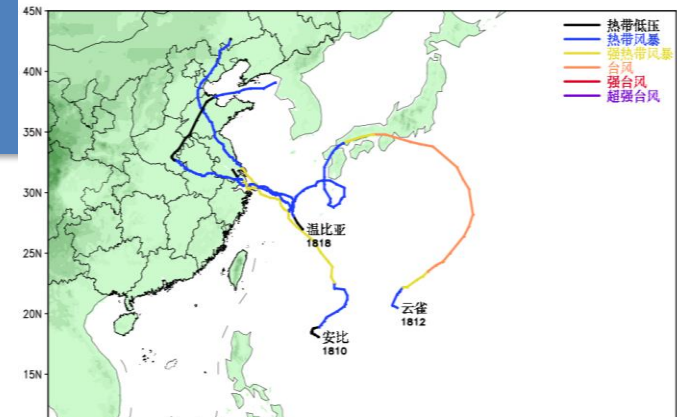 45N
40N
35N
30N
25N
20N
15N
热带低压
热带风暴
强热带风暴
台风
强台风
超强台风
温比亚
1818
云雀
1812
安比
1810